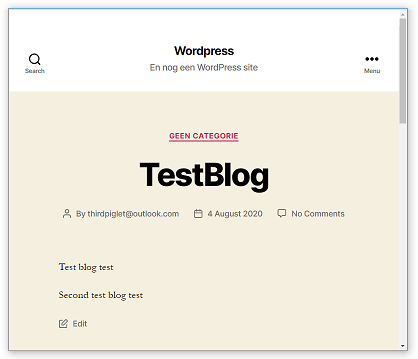 Wordpress
En nog een WordPress site
Search
Menu
GEEN CATEGORIE
TestBlog
By thirdpiglet@outlook.com 4 August 2020 No Comments
Test blog test
Second test blog test
Edit